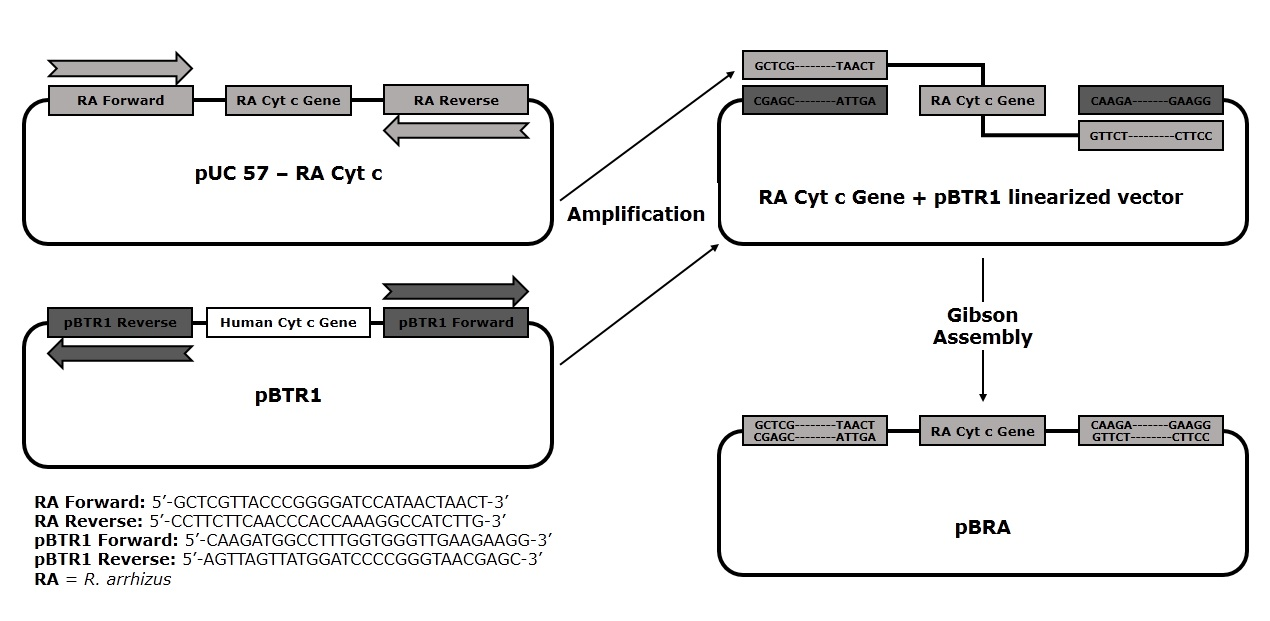 RA Forward
RA Cyt c Gene
RA Reverse
pUC 57 – RA Cyt c
pBTR1 Reverse
Human Cyt c Gene
pBTR1 Forward
pBTR1
Amplification
GCTCG--------TAACT
CGAGC--------ATTGA
RA Cyt c Gene
CAAGA-------GAAGG
GTTCT---------CTTCC
RA Cyt c Gene + pBTR1 linearized vector
Gibson
Assembly
GCTCG--------TAACT
CGAGC--------ATTGA
RA Cyt c Gene
CAAGA-------GAAGG
GTTCT--------CTTCC
pBRA
RA Forward: 5’-GCTCGTTACCCGGGGATCCATAACTAACT-3’
RA Reverse: 5’-CCTTCTTCAACCCACCAAAGGCCATCTTG-3’
pBTR1 Forward: 5’-CAAGATGGCCTTTGGTGGGTTGAAGAAGG-3’
pBTR1 Reverse: 5’-AGTTAGTTATGGATCCCCGGGTAACGAGC-3’
RA = R. arrhizus